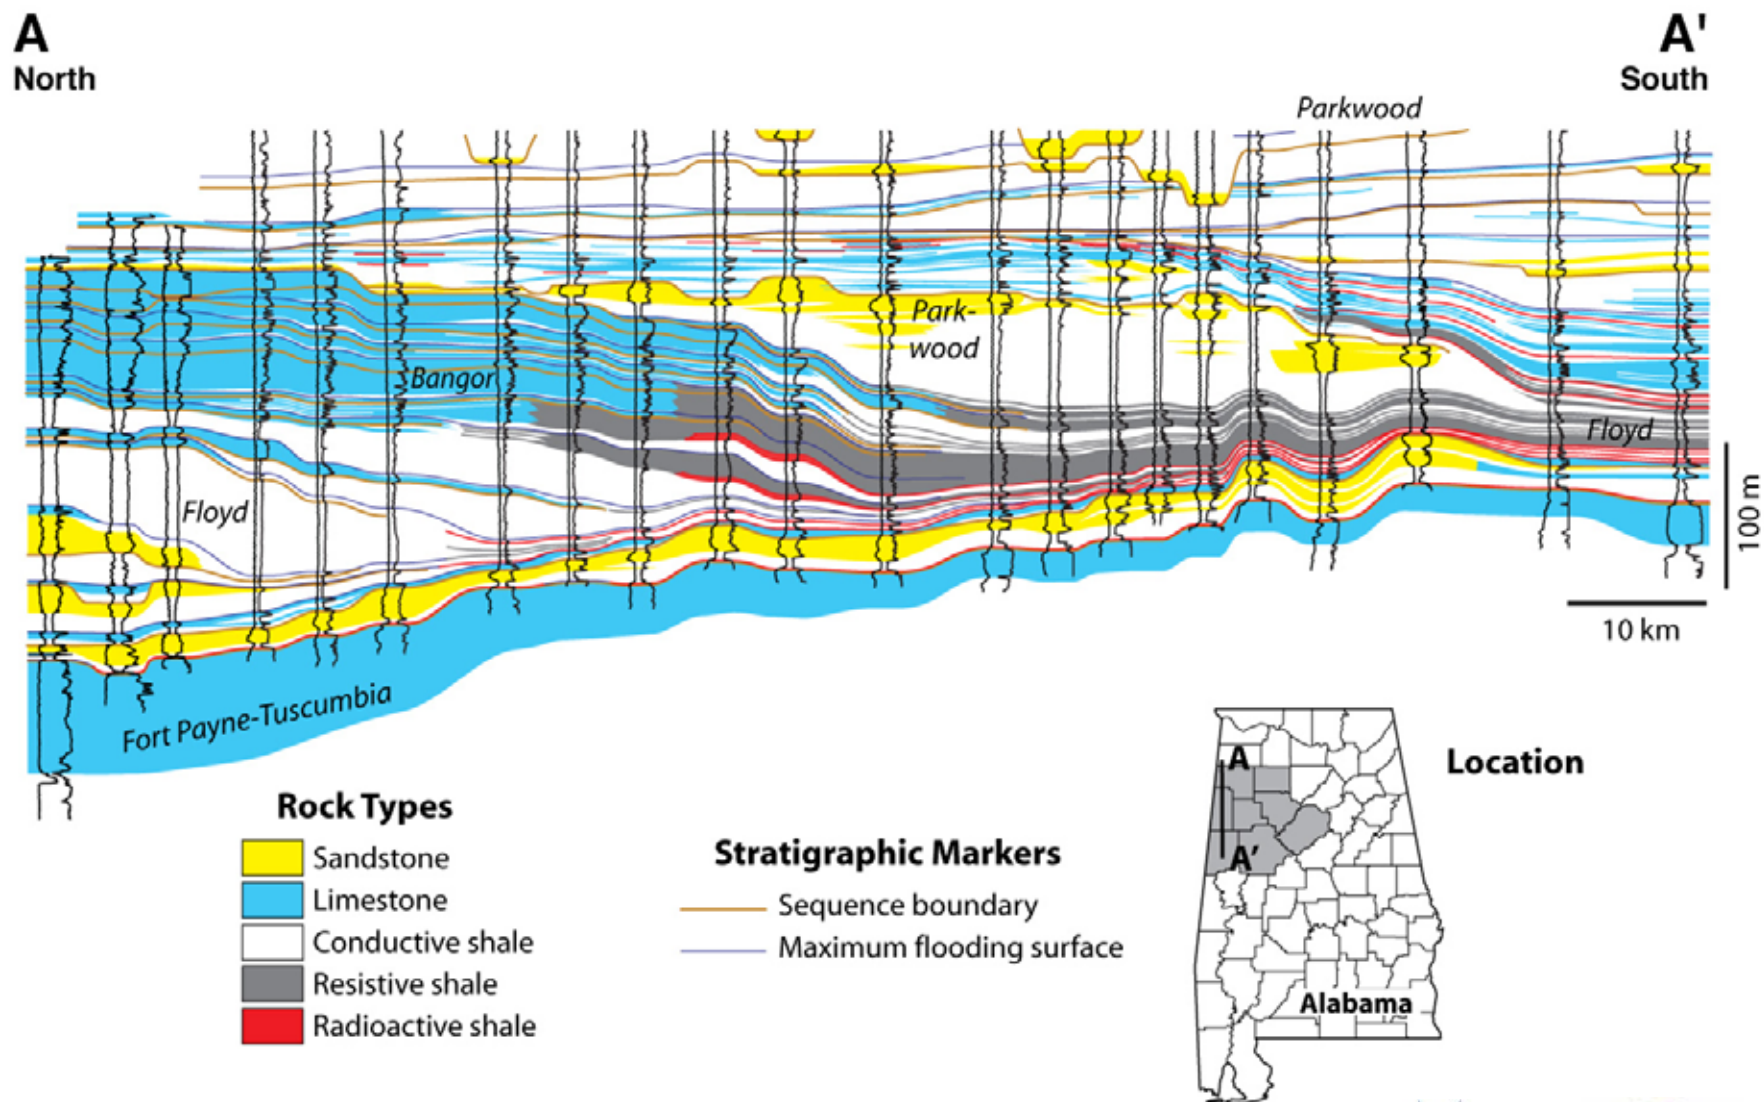 A
North
A'
South
Parkwood
Park-
wood
Bangor
Floyd
Floyd
100 m
10 km
Fort Payne-Tuscumbia
Rock Types
Sandstone
Limestone
Conductive shale
Resistive shale
Radioactive shale
Stratigraphic Markers
Sequence boundary
Maximum flooding surface
Location
A
A’
Alabama